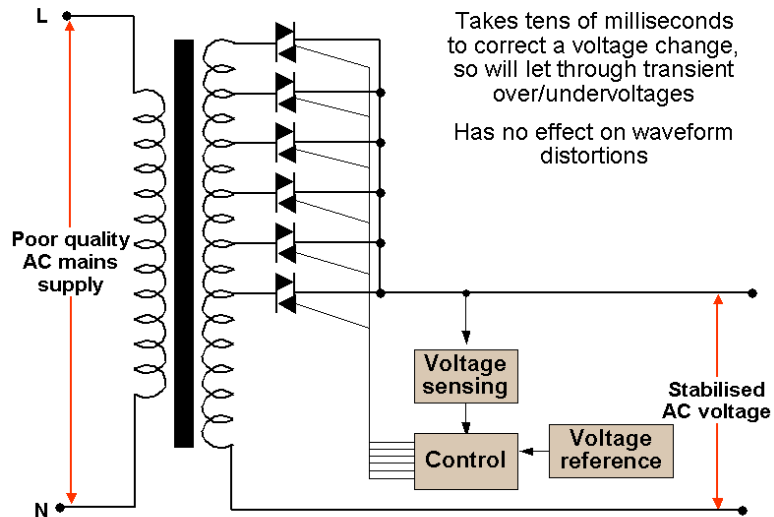 L
Takes tens of milliseconds
to correct a voltage change,
so will let through transient
over/undervoltages
Has no effect on waveform
distortions
Poor quality
AC mains
supply
Voltage
sensing
Stabilised
AC voltage
Control
Voltage
reference
N